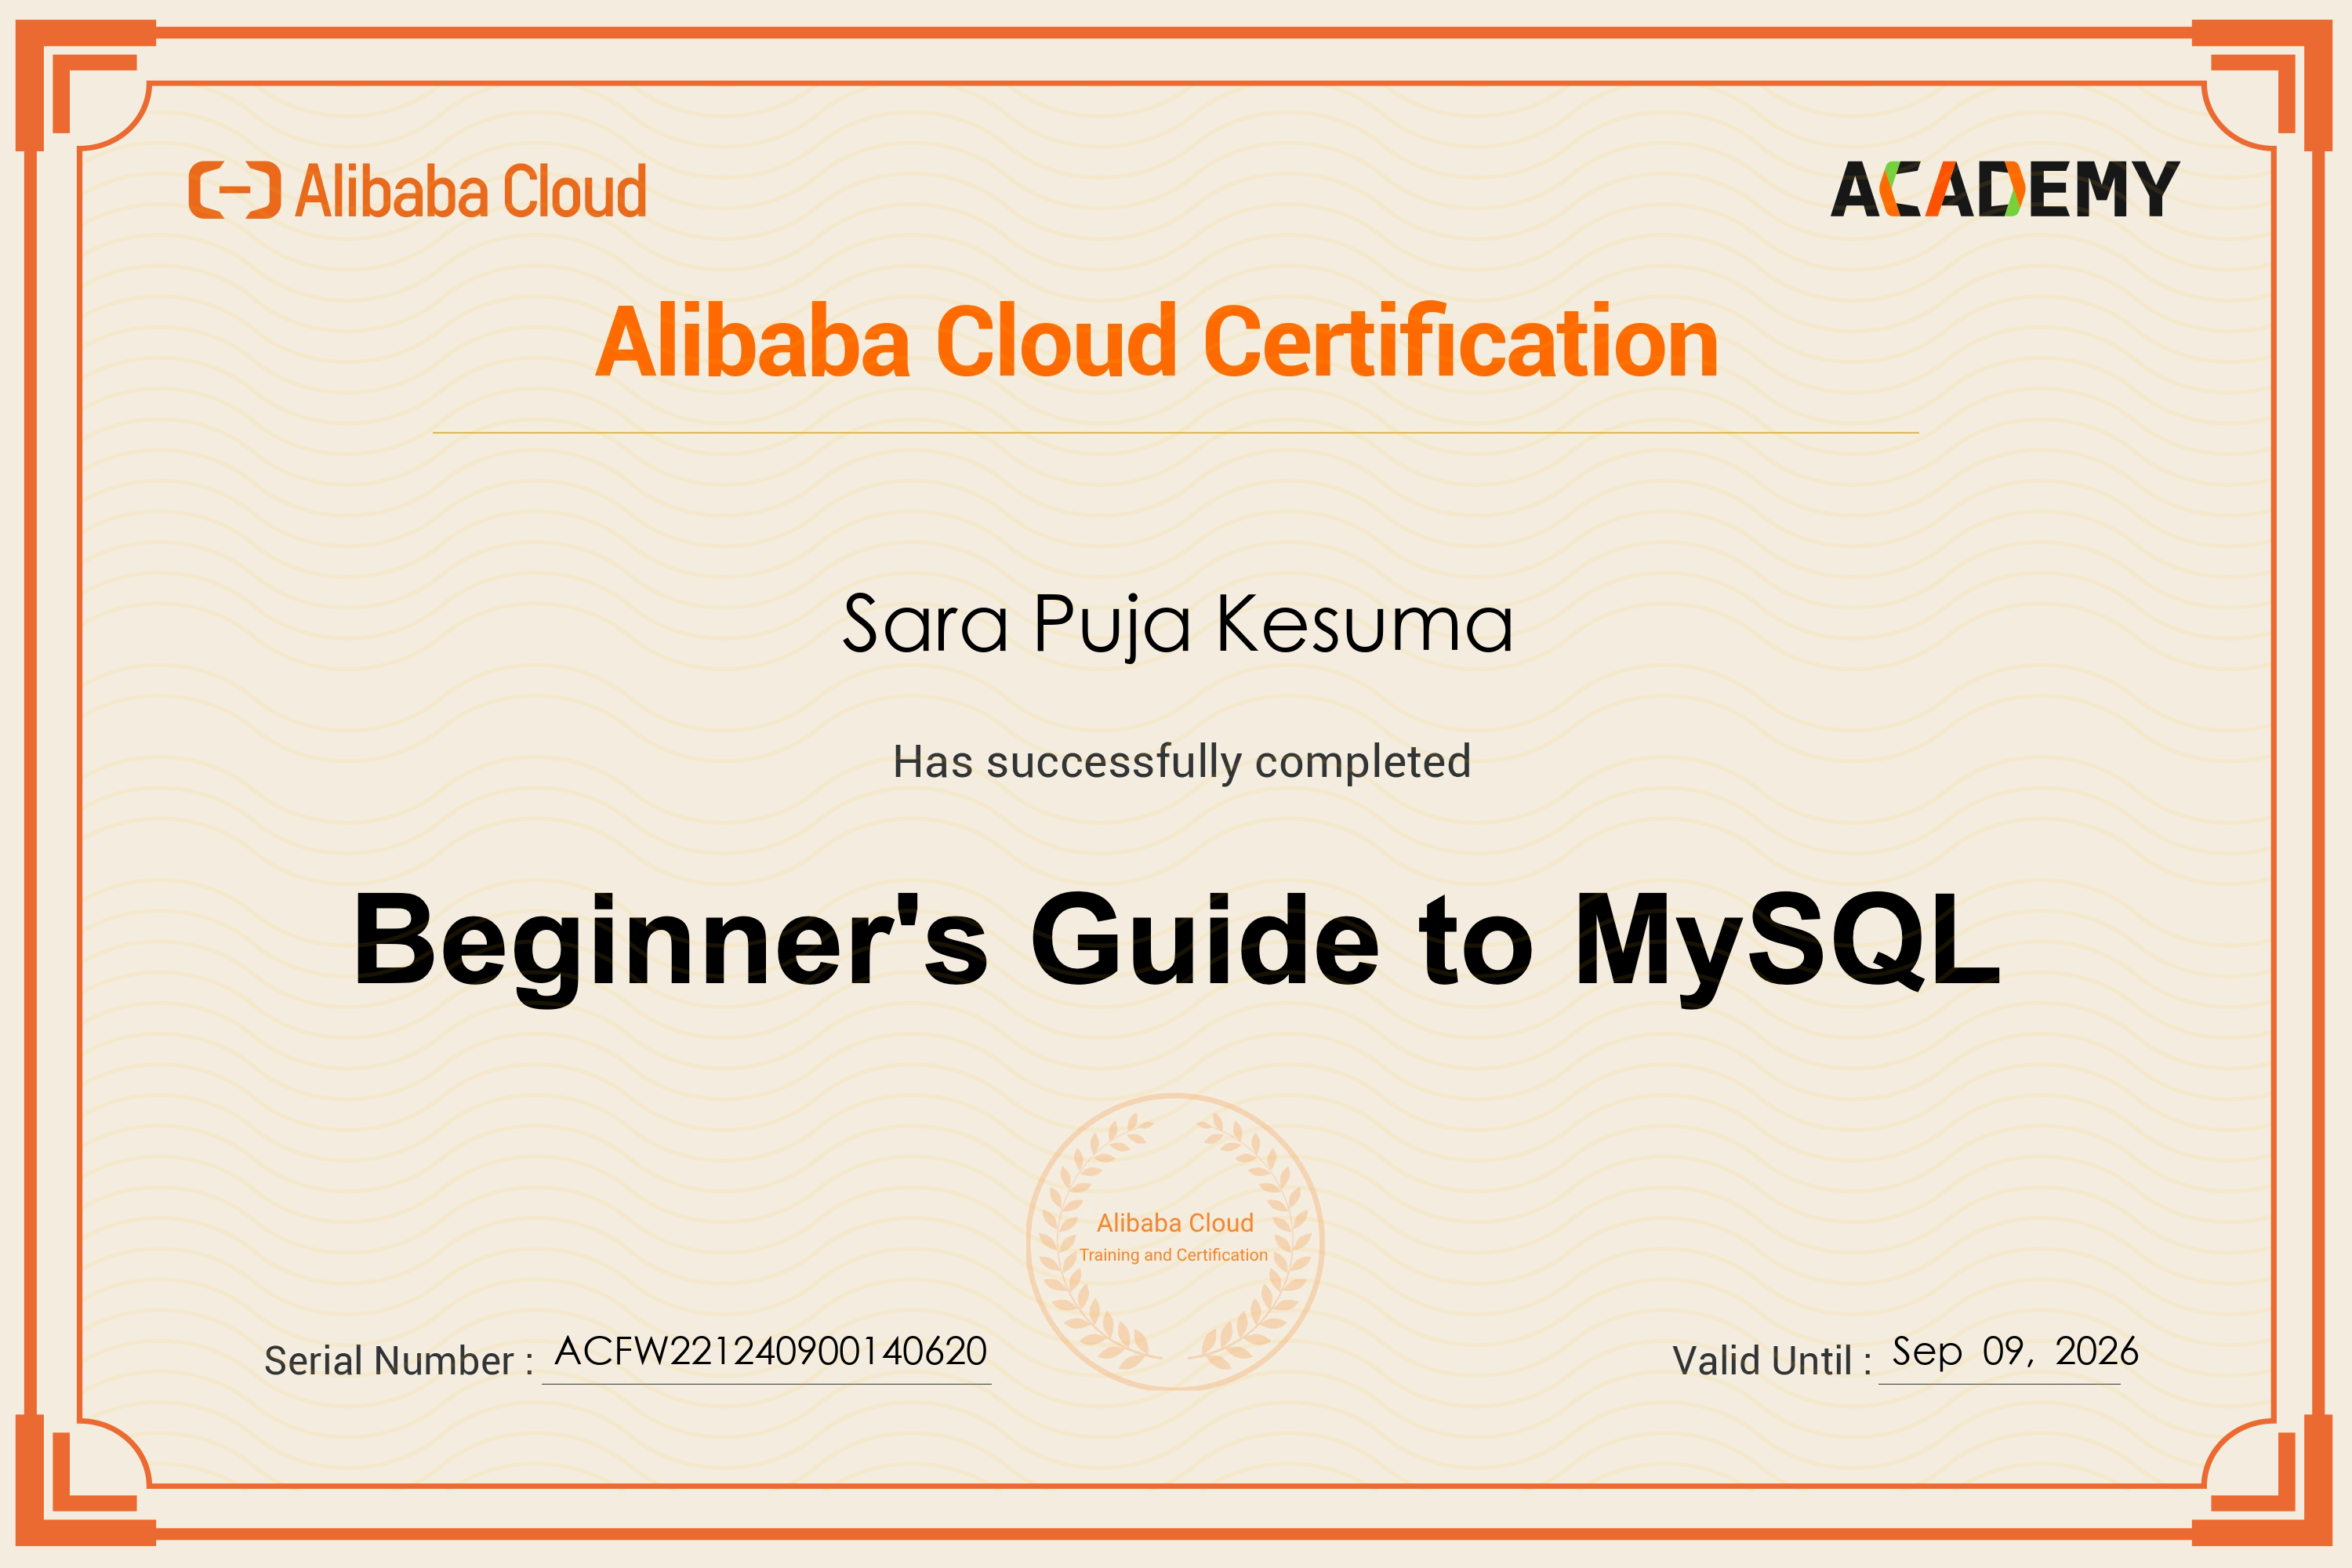 Alibaba Cloud
ACADEMY
Alibaba Cloud Certification
Sara Puja Kesuma
Has successfully completed
Beginner's Guide to MySQL
Alibaba Cloud
Training and Certification
Serial Number : ACFW221240900140620
Valid Until : Sep 09, 2026